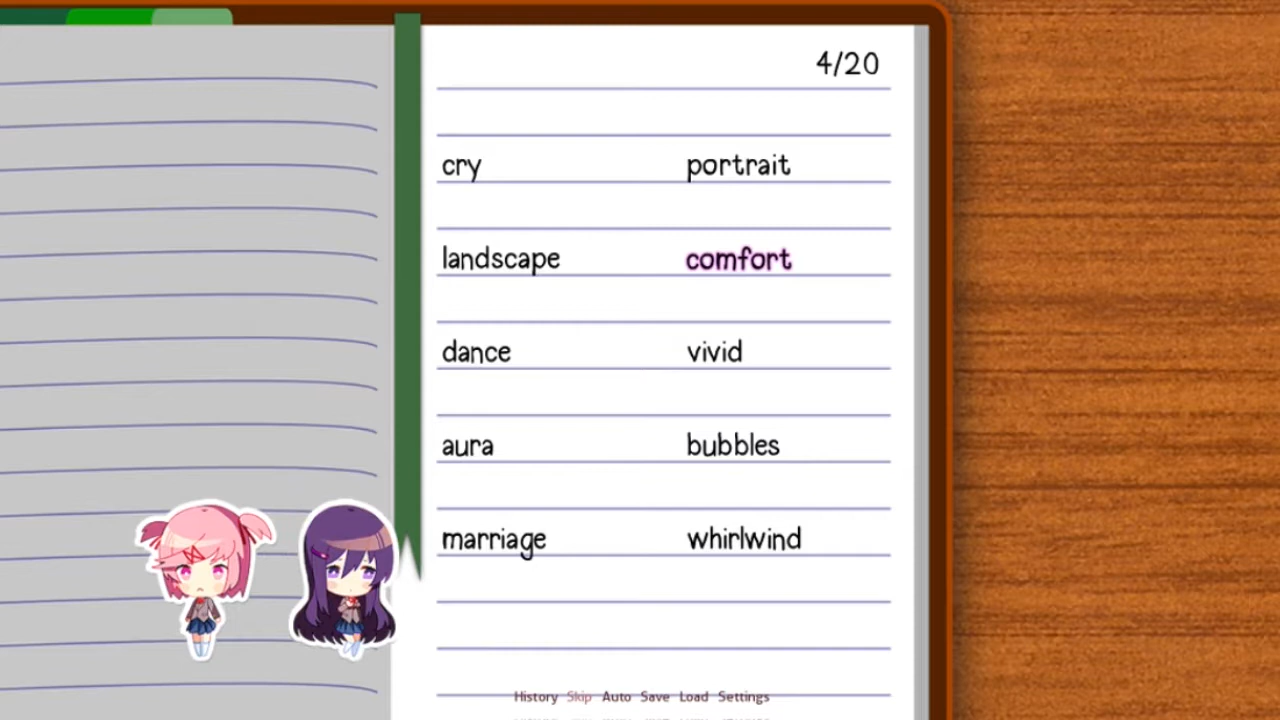 4/20
cry portrait
landscape comfort
dance vivid
aura bubbles
marriage whirlwind
History Skip Auto Save Load Settings